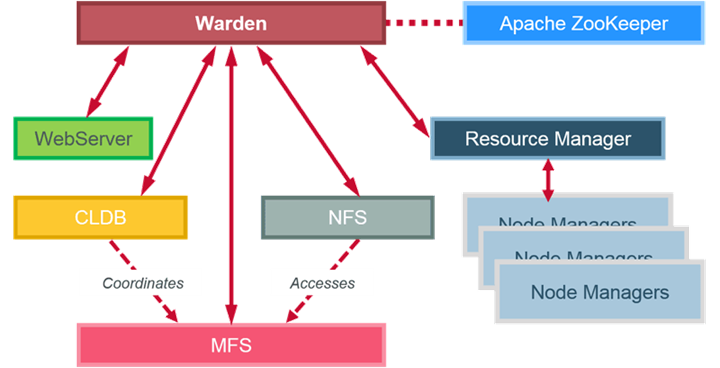 Warden
Apache ZooKeeper
WebServer
Resource Manager
CLDB
NFS
Node Managers
Node Managers
Node Managers
Coordinates
Accesses
MFS